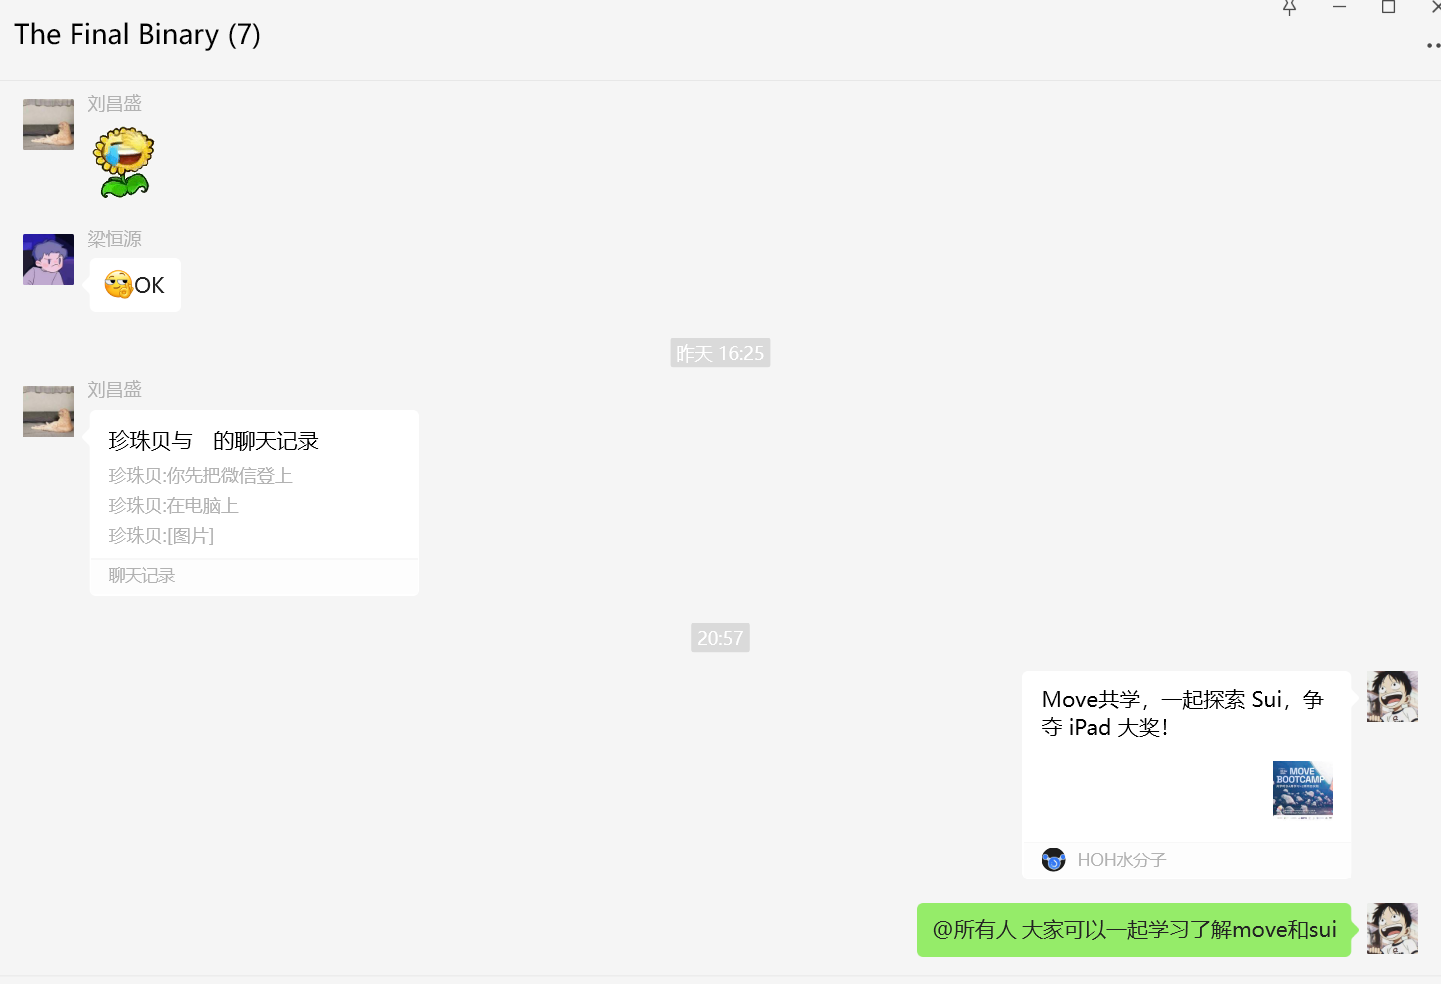 The Final Binary (7)
刘昌盛
梁恒源
OK
昨天 16:25
刘昌盛
珍珠贝与 的聊天记录
珍珠贝:你先把微信登上
珍珠贝:在电脑上
珍珠贝:[图片]
聊天记录
20:57
Move共学，一起探索 Sui，争
夺 iPad 大奖！
MOVE
BOOTCAMP
HOH水分子
@所有人 大家可以一起学习了解move和sui